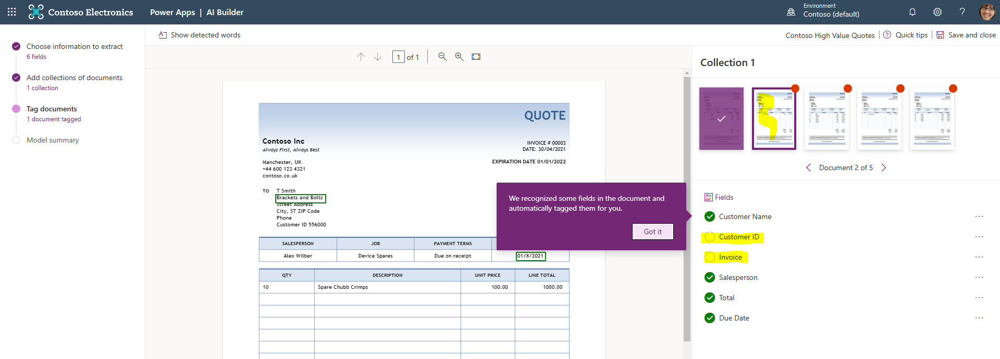 Contoso Electronics
Power Apps | AI Builder
Environment
Contoso (default)
Choose information to extract
6 fields
Add collections of documents
1 collection
Tag documents
1 document tagged
Model summary
Show detected words
Contoso High Value Quotes
Quick tips
Save and close
1 of 1
QUOTE
Contoso Inc
Always First, Always Best
INVOICE # 00003
DATE: 30/04/2021
EXPIRATION DATE 01/01/2022
Manchester, UK
+44 600 123 4321
contoso.co.uk
TO T Smith
Brackets and Bolts
Street Address
City, ST ZIP Code
Phone
Customer ID 556000
SALESPERSON JOB PAYMENT TERMS
Alex Wilber Device Spares Due on receipt 01/8/2021
QTY DESCRIPTION UNIT PRICE LINE TOTAL
10 Spare Chubb Crimps 100.00 1000.00
We recognized some fields in the document and
automatically tagged them for you.
Got it
Collection 1
Document 2 of 5
Abc
def
Fields
Customer Name
Customer ID
Invoice
Salesperson
Total
Due Date